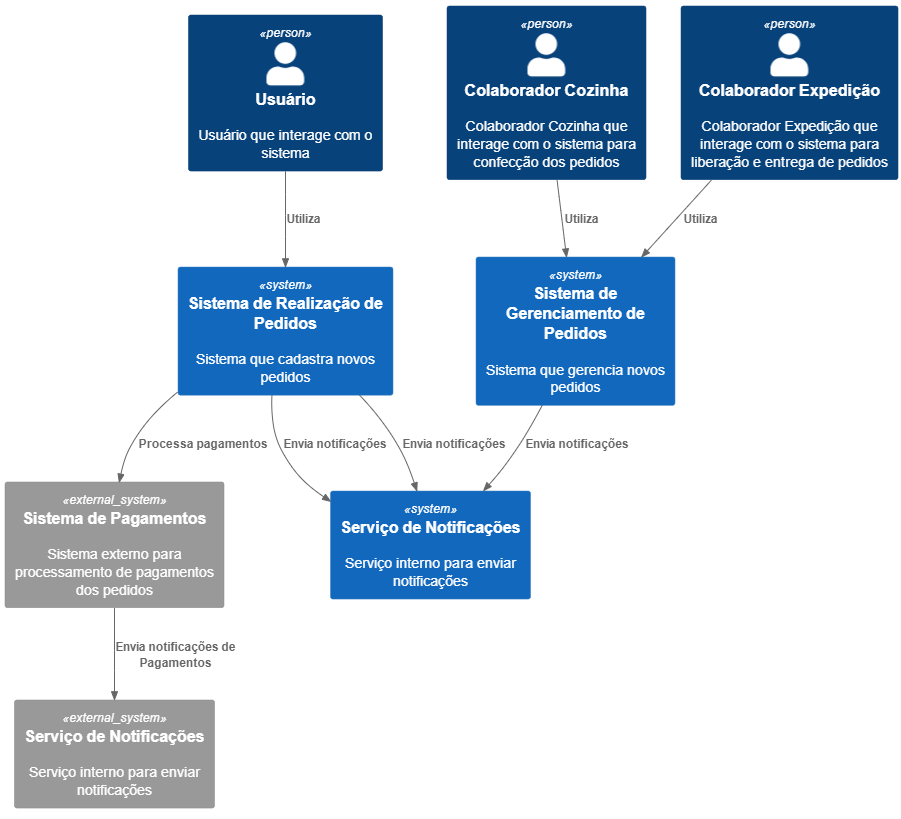 «person»
Usuário
Usuário que interage com o
sistema
«person»
Colaborador Cozinha
Colaborador Cozinha que
interage com o sistema para
confecção dos pedidos
«person»
Colaborador Expedição
Colaborador Expedição que
interage com o sistema para
liberação e entrega de pedidos
Utiliza
Utiliza
Utiliza
«system»
Sistema de Realização de
Pedidos
Sistema que cadastra novos
pedidos
«system»
Sistema de
Gerenciamento de
Pedidos
Sistema que gerencia novos
pedidos
Processa pagamentos
Envia notificações
Envia notificações
Envia notificações
«external_system»
Sistema de Pagamentos
Sistema externo para
processamento de pagamentos
dos pedidos
«system»
Serviço de Notificações
Serviço interno para enviar
notificações
Envia notificações de
Pagamentos
«external_system»
Serviço de Notificações
Serviço interno para enviar
notificações